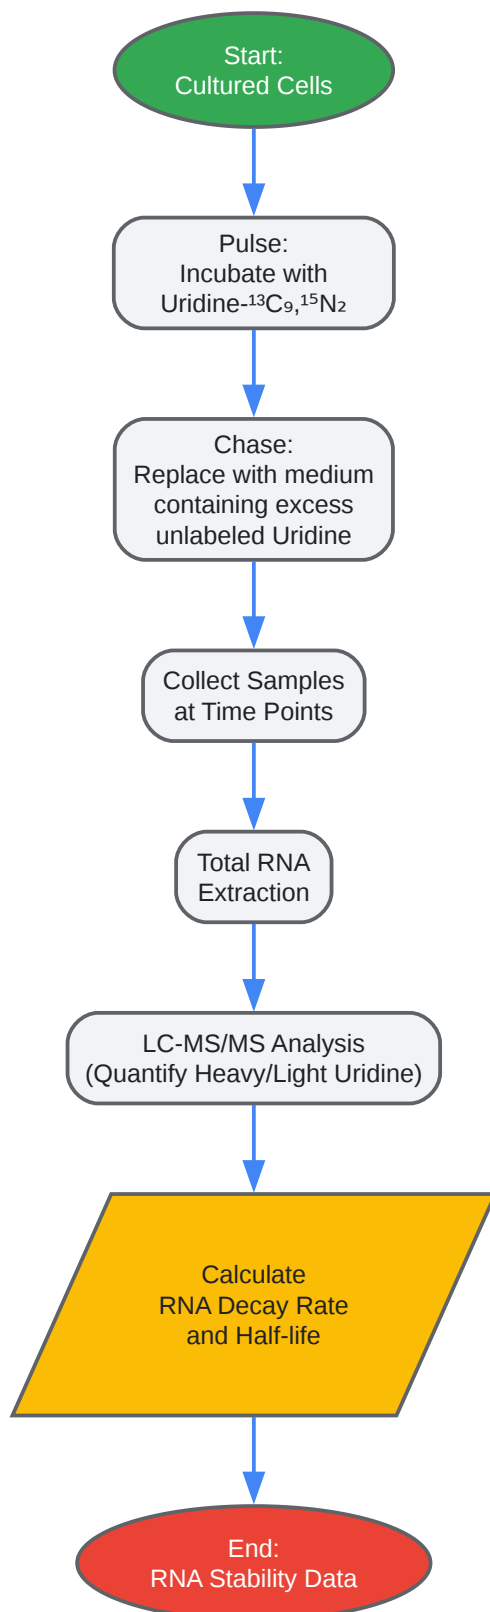 Start:
Cultured Cells
Pulse:
Incubate with
Uridine-¹³C₉,¹⁵N₂
Chase:
Replace with medium
containing excess
unlabeled Uridine
Collect Samples
at Time Points
Total RNA
Extraction
LC-MS/MS Analysis
(Quantify Heavy/Light Uridine)
Calculate
RNA Decay Rate
and Half-life
End:
RNA Stability Data